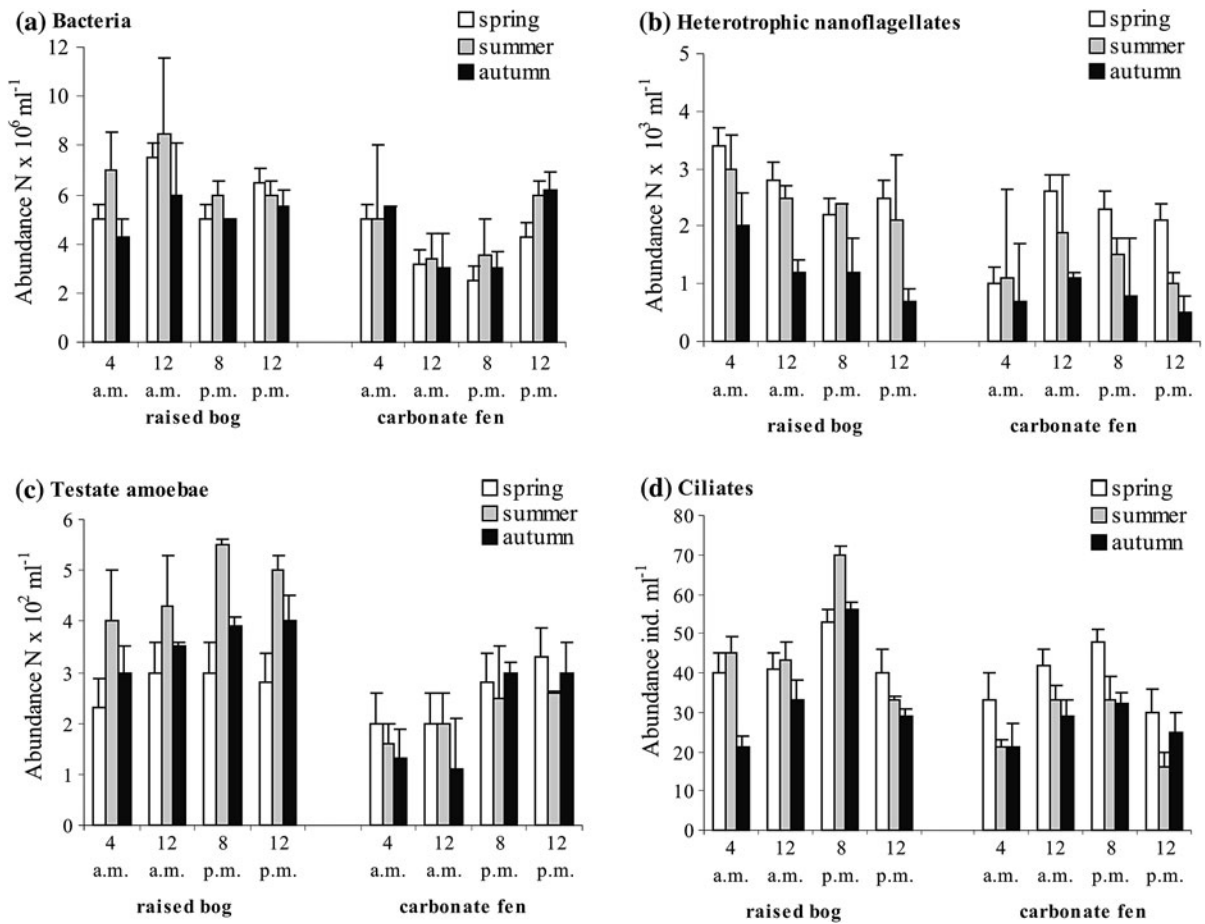 (a) Bacteria
spring
summer
autumn
Abundance N x 10⁶ ml⁻¹
12
10
8
6
4
2
0
4 12 8 12 4 12 8 12
a.m. a.m. p.m. p.m. a.m. a.m. p.m. p.m.
raised bog carbonate fen
(b) Heterotrophic nanoflagellates
spring
summer
autumn
Abundance N x 10³ ml⁻¹
5
4
3
2
1
0
4 12 8 12 4 12 8 12
a.m. a.m. p.m. p.m. a.m. a.m. p.m. p.m.
raised bog carbonate fen
(c) Testate amoebae
spring
summer
autumn
Abundance N x 10² ml⁻¹
6
5
4
3
2
1
0
4 12 8 12 4 12 8 12
a.m. a.m. p.m. p.m. a.m. a.m. p.m. p.m.
raised bog carbonate fen
(d) Ciliates
spring
summer
autumn
Abundance ind. ml⁻¹
80
70
60
50
40
30
20
10
0
4 12 8 12 4 12 8 12
a.m. a.m. p.m. p.m. a.m. a.m. p.m. p.m.
raised bog carbonate fen